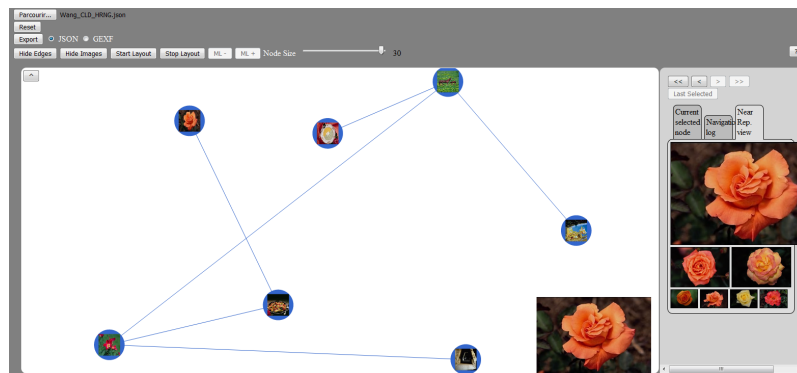 Parcourir... Wang_CLD_HRNG.json
Reset
Export JSON GEXF
Hide Edges Hide Images Start Layout Stop Layout ML - ML + Node Size 30
?
^
<< < > >>
Last Selected
Current selected node
Navigatio log
Near Rep. view